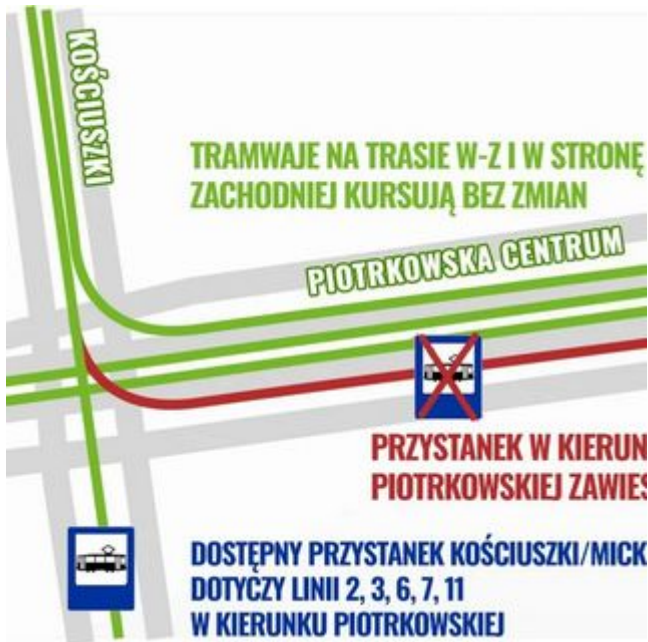 KOŚCIUSZKI
TRAMWAJE NA TRASIE W-Z I W STRONĘ
ZACHODNIEJ KURSUJĄ BEZ ZMIAN
PIOTRKOWSKA CENTRUM
PRZYSTANEK W KIERUN
PIOTRKOWSKIEJ ZAWIES
DOSTĘPNY PRZYSTANEK KOŚCIUSZKI/MICK
DOTYCZY LINII 2, 3, 6, 7, 11
W KIERUNKU PIOTRKOWSKIEJ